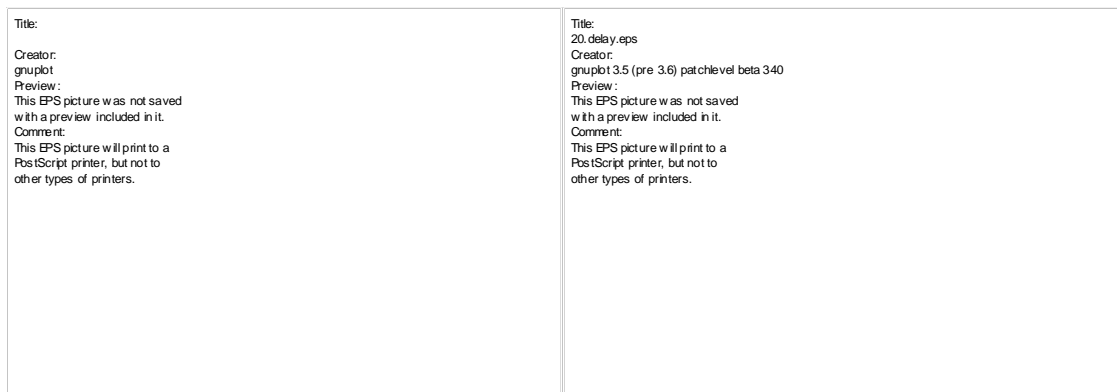 Title:
Creator:
gnuplot
Preview:
This EPS picture was not saved
with a preview included in it.
Comment:
This EPS picture will print to a
PostScript printer, but not to
other types of printers.
Title:
20.delay.eps
Creator:
gnuplot 3.5 (pre 3.6) patchlevel beta 340
Preview:
This EPS picture was not saved
with a preview included in it.
Comment:
This EPS picture will print to a
PostScript printer, but not to
other types of printers.